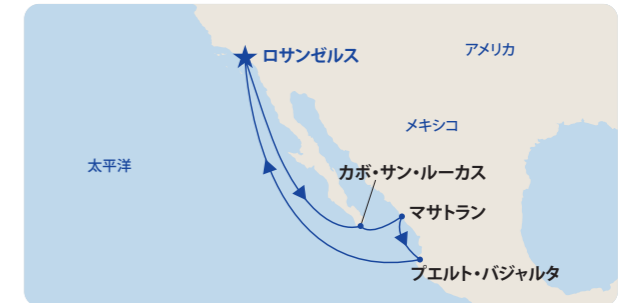 ロサンゼルス
アメリカ
メキシコ
太平洋
カボ・サン・ルーカス
マサトラン
プエルト・バジャルタ